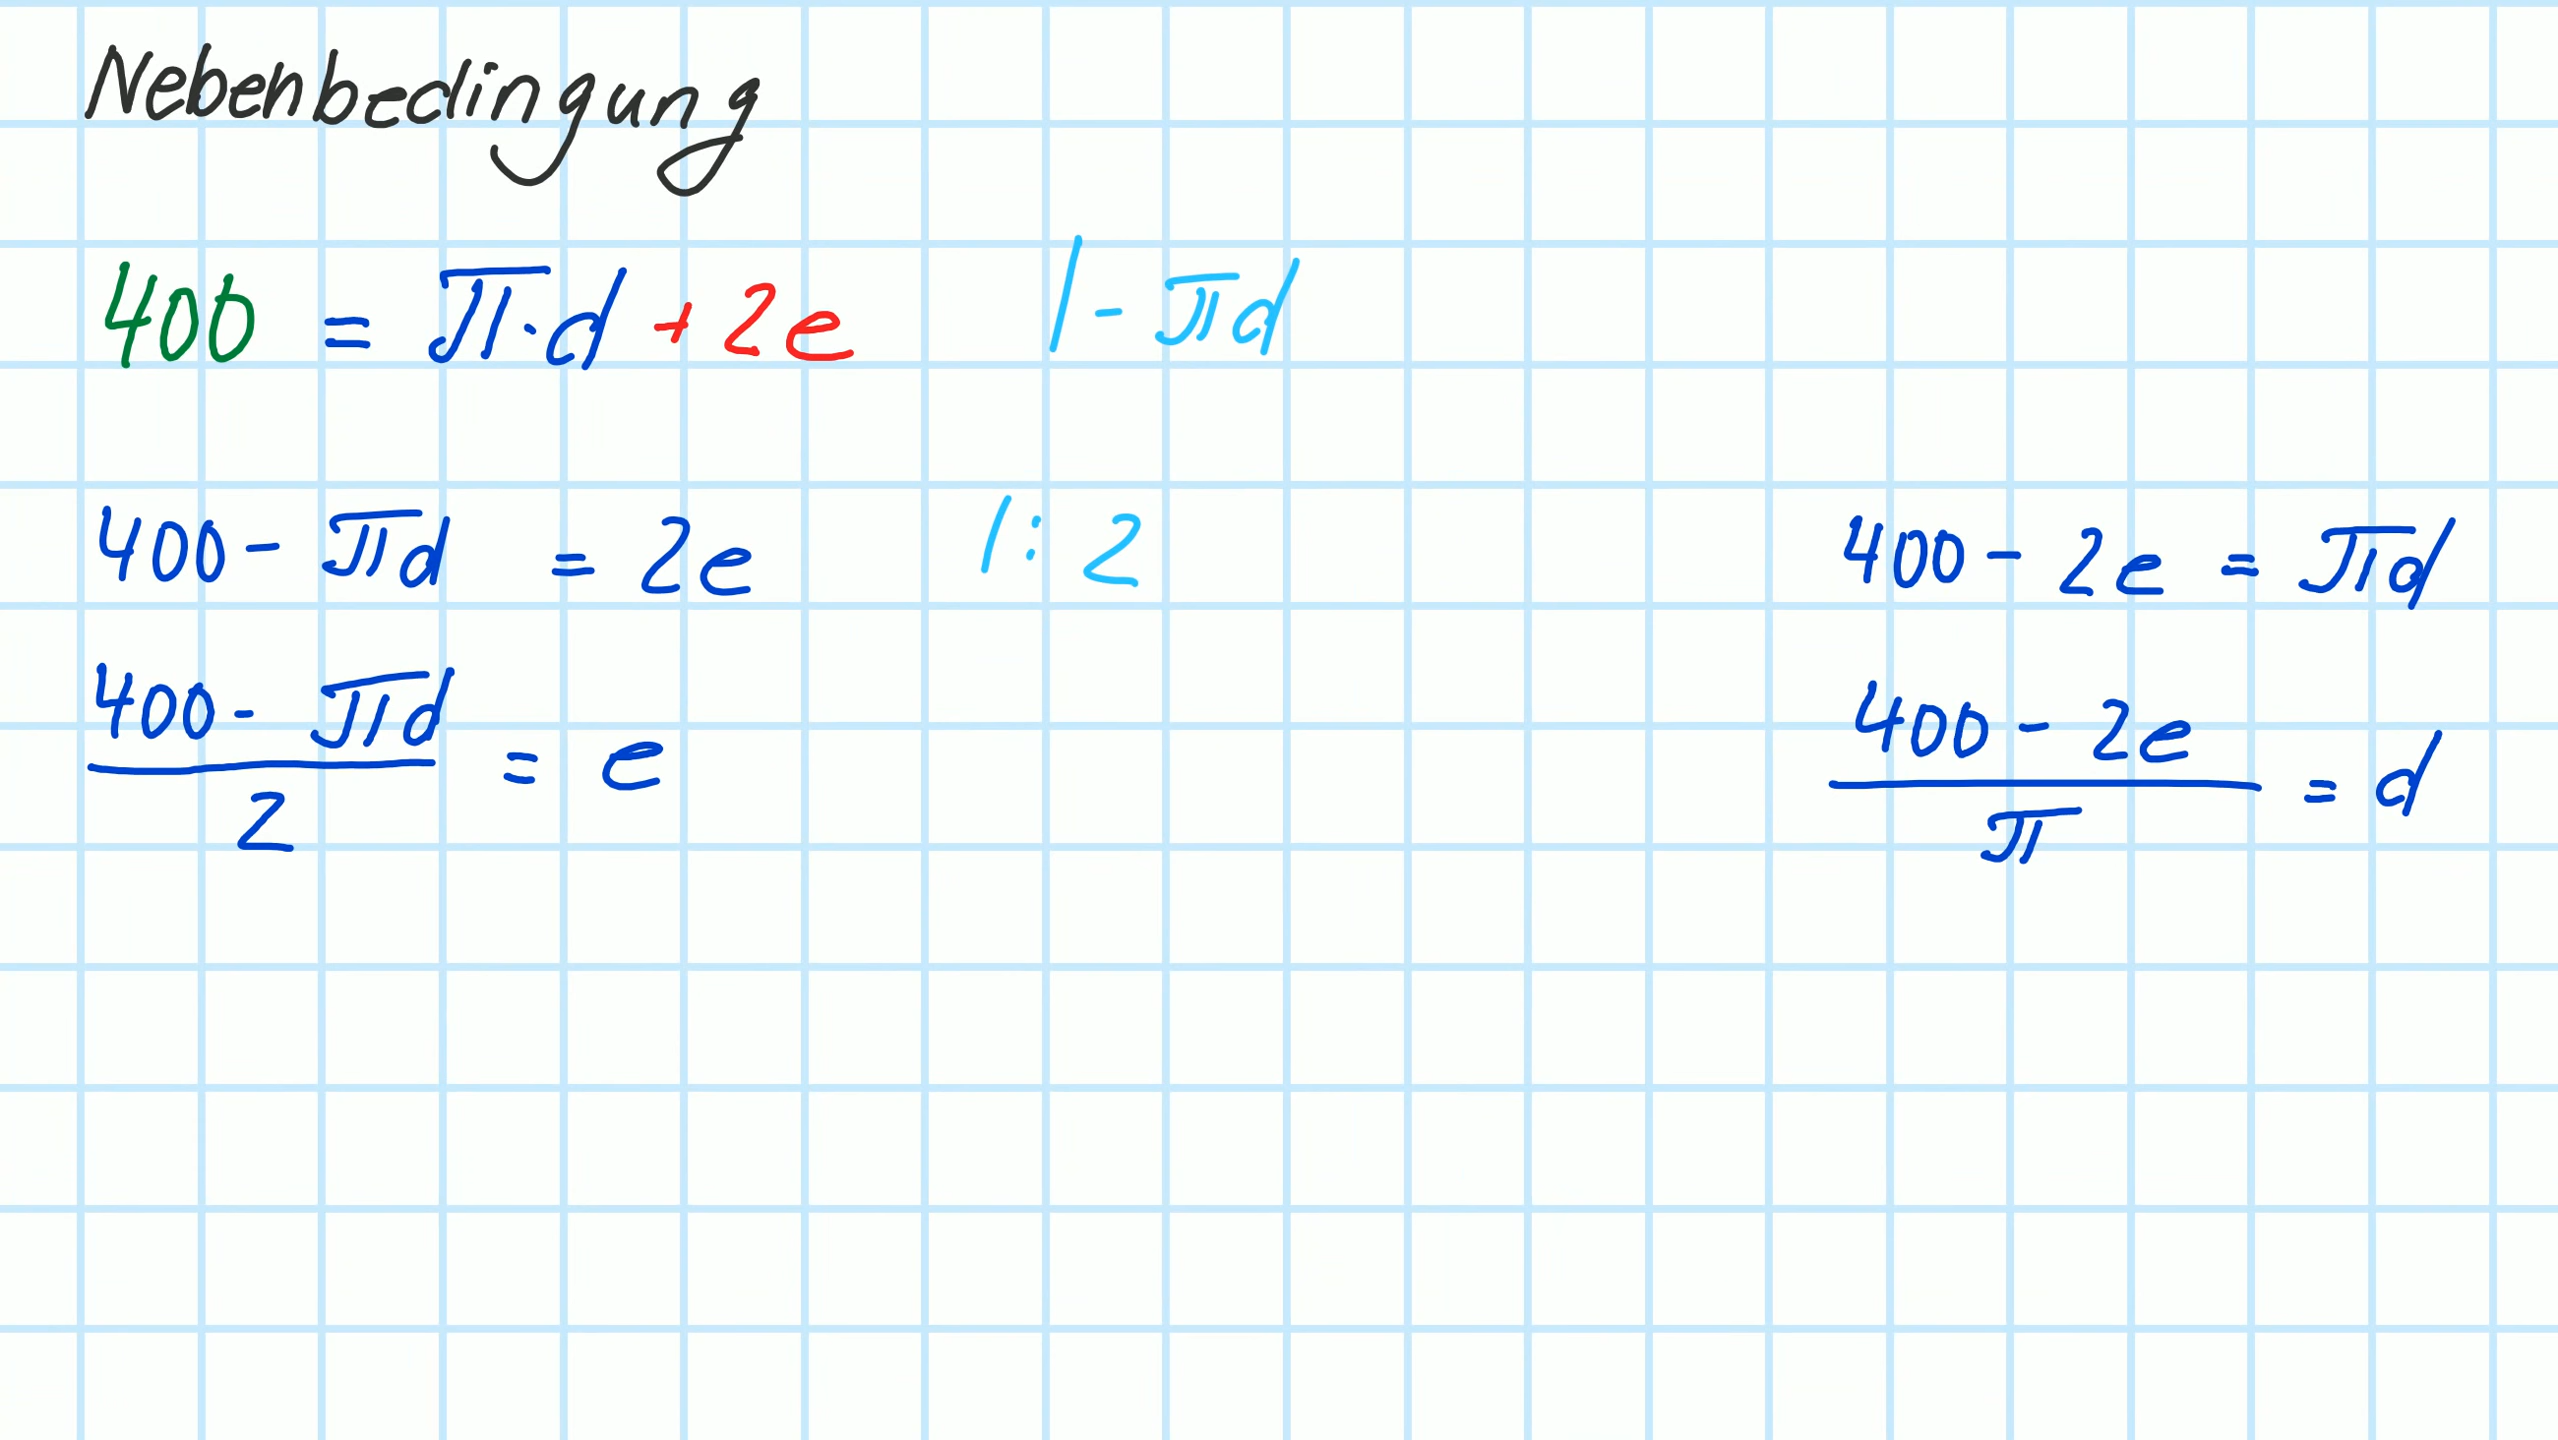 Nebenbedingung
400 = π·d + 2e | - πd
400 - πd = 2e | : 2
(400 - πd)/2 = e
400 - 2e = πd
(400 - 2e)/π = d